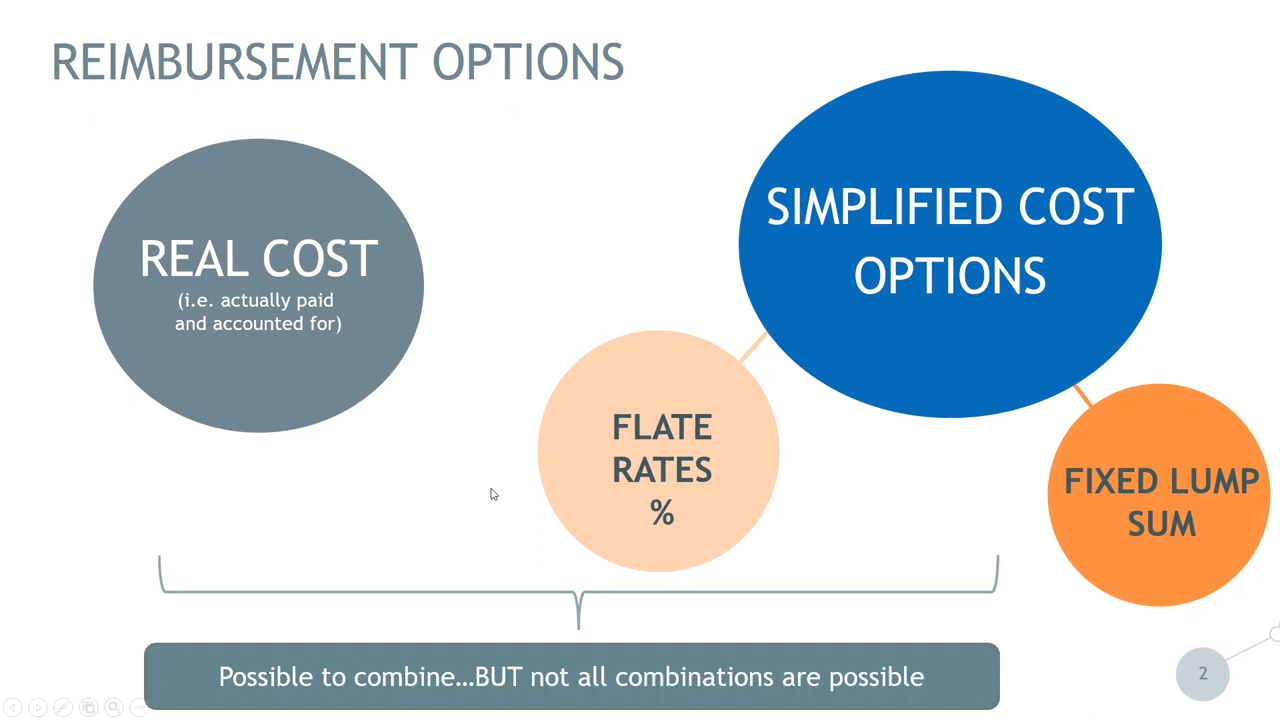 REIMBURSEMENT OPTIONS
REAL COST
(i.e. actually paid
and accounted for)
SIMPLIFIED COST
OPTIONS
FLATE
RATES
%
FIXED LUMP
SUM
Possible to combine…BUT not all combinations are possible
2